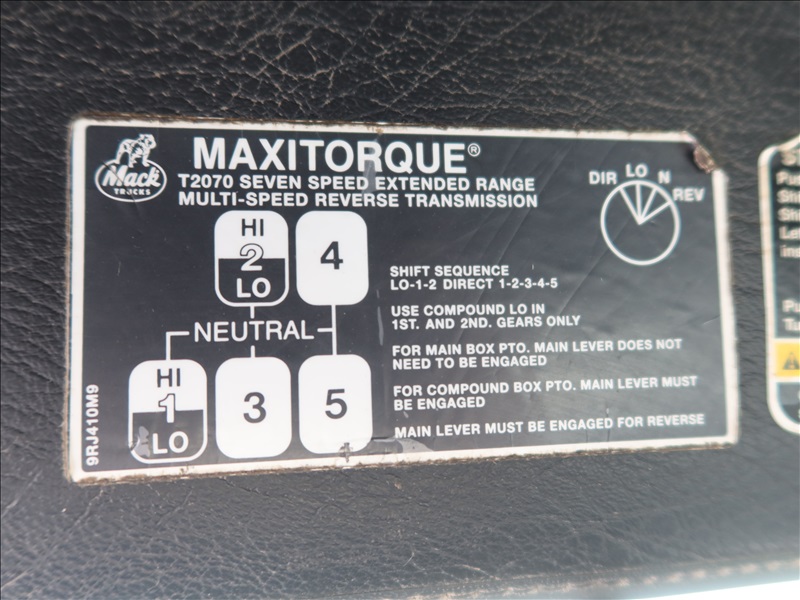 Mack
TRUCKS
MAXITORQUE®
T2070 SEVEN SPEED EXTENDED RANGE
MULTI-SPEED REVERSE TRANSMISSION
DIR LO N REV
HI
2
LO
4
NEUTRAL
HI
1
LO
3
5
SHIFT SEQUENCE
LO-1-2 DIRECT 1-2-3-4-5
USE COMPOUND LO IN
1ST. AND 2ND. GEARS ONLY
FOR MAIN BOX PTO. MAIN LEVER DOES NOT
NEED TO BE ENGAGED
FOR COMPOUND BOX PTO. MAIN LEVER MUST
BE ENGAGED
MAIN LEVER MUST BE ENGAGED FOR REVERSE
9RJ410M9